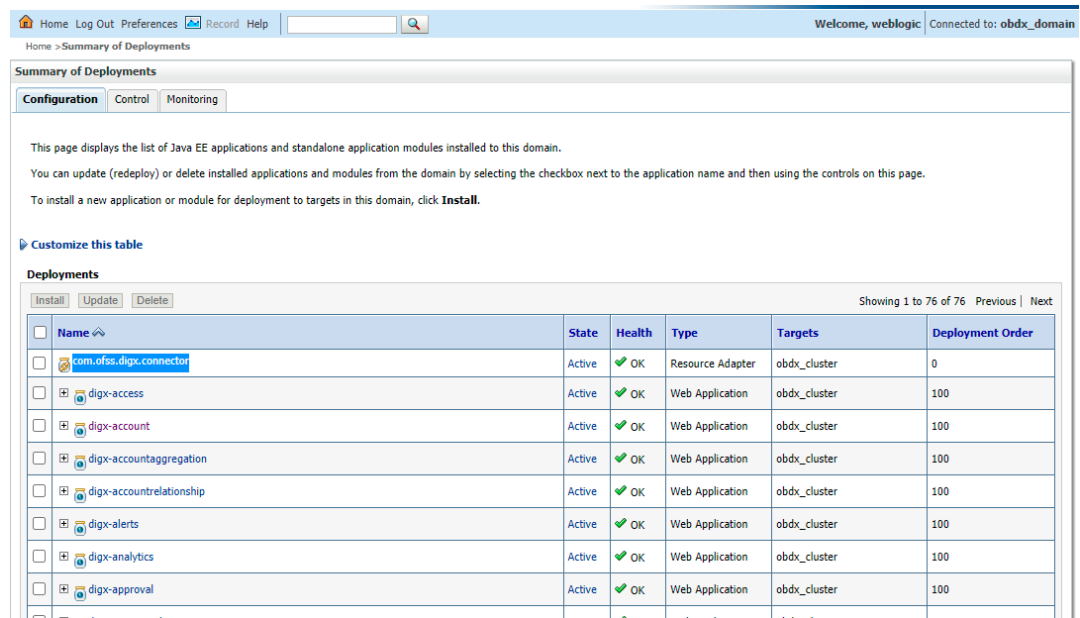 Home Log Out Preferences Record Help
Welcome, weblogic Connected to: obdx_domain
Home >Summary of Deployments
Summary of Deployments
Configuration Control Monitoring
This page displays the list of Java EE applications and standalone application modules installed to this domain.
You can update (redeploy) or delete installed applications and modules from the domain by selecting the checkbox next to the application name and then using the controls on this page.
To install a new application or module for deployment to targets in this domain, click Install.
Customize this table
Deployments
Install Update Delete Showing 1 to 76 of 76 Previous | Next
Name State Health Type Targets Deployment Order
com.ofss.digx.connector Active OK Resource Adapter obdx_cluster 0
digx-access Active OK Web Application obdx_cluster 100
digx-account Active OK Web Application obdx_cluster 100
digx-accountaggregation Active OK Web Application obdx_cluster 100
digx-accountrelationship Active OK Web Application obdx_cluster 100
digx-alerts Active OK Web Application obdx_cluster 100
digx-analytics Active OK Web Application obdx_cluster 100
digx-approval Active OK Web Application obdx_cluster 100